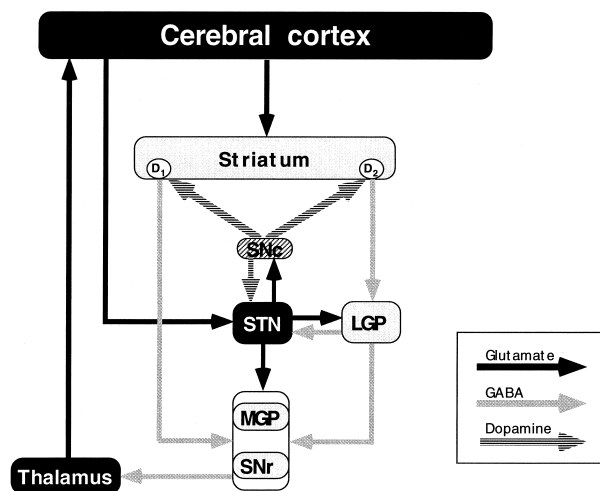 Cerebral cortex
Striatum
D1
D2
SNc
STN
LGP
MGP
SNr
Thalamus
Glutamate
GABA
Dopamine